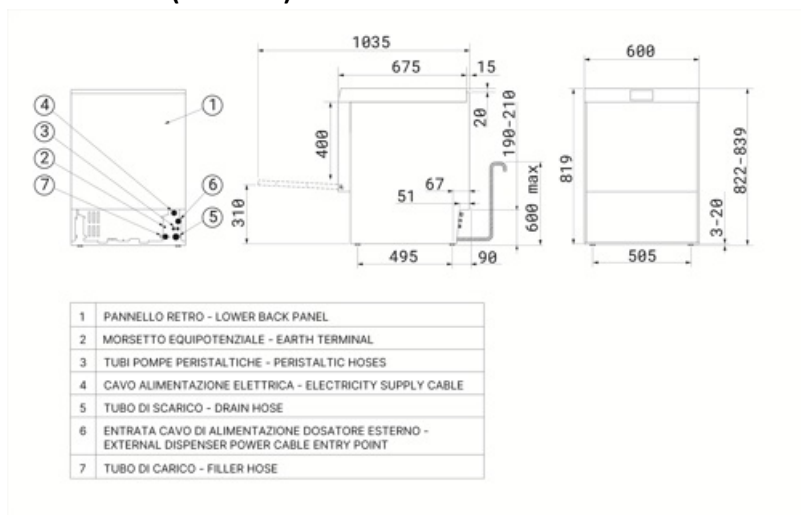 1035
675
15
600
4
1
3
2
7
6
5
400
310
20
190-210
67
51
600 max
495
90
819
822-839
3-20
505
1 PANNELLO RETRO - LOWER BACK PANEL
2 MORSETTO EQUIPOTENZIALE - EARTH TERMINAL
3 TUBI POMPE PERISTALTICHE - PERISTALTIC HOSES
4 CAVO ALIMENTAZIONE ELETTRICA - ELECTRICITY SUPPLY CABLE
5 TUBO DI SCARICO - DRAIN HOSE
6 ENTRATA CAVO DI ALIMENTAZIONE DOSATORE ESTERNO -
EXTERNAL DISPENSER POWER CABLE ENTRY POINT
7 TUBO DI CARICO - FILLER HOSE